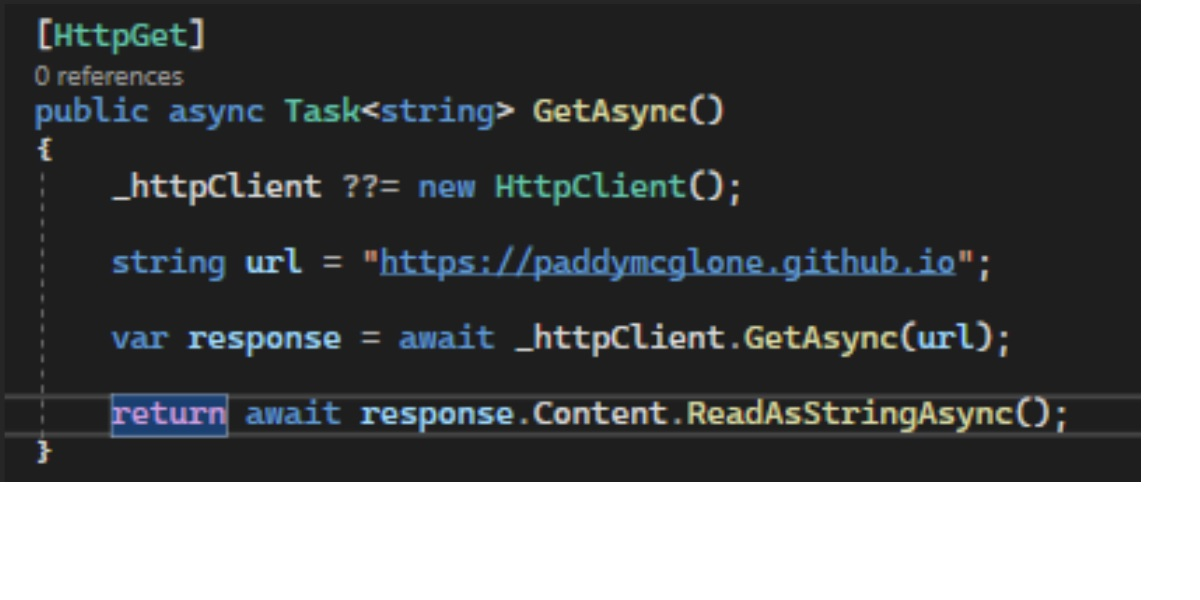 [HttpGet]
0 references
public async Task<string> GetAsync()
{
_httpClient ??= new HttpClient();
string url = "https://paddymcglone.github.io";
var response = await _httpClient.GetAsync(url);
return await response.Content.ReadAsStringAsync();
}